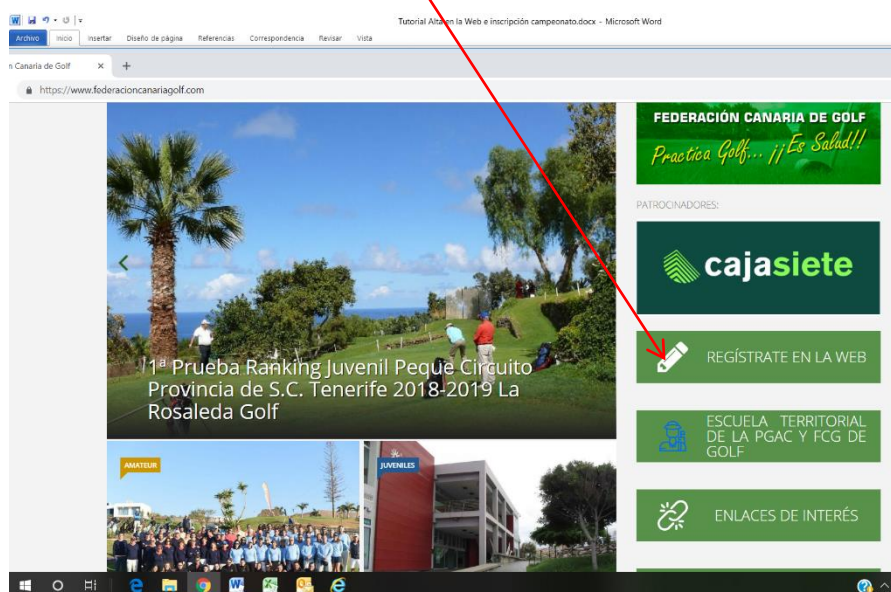 Tutorial Alta en la Web e inscripción campeonato.docx - Microsoft Word
Archivo Inicio Insertar Diseño de página Referencias Correspondencia Revisar Vista
n Canaria de Golf × +
https://www.federacioncanariagolf.com
1ª Prueba Ranking Juvenil Peque Circuito
Provincia de S.C. Tenerife 2018-2019 La
Rosaleda Golf
AMATEUR
JUVENILES
FEDERACIÓN CANARIA DE GOLF
Practica Golf... ¡¡Es Salud!!
PATROCINADORES:
cajasiete
REGÍSTRATE EN LA WEB
ESCUELA TERRITORIAL
DE LA PGAC Y FCG DE
GOLF
ENLACES DE INTERÉS